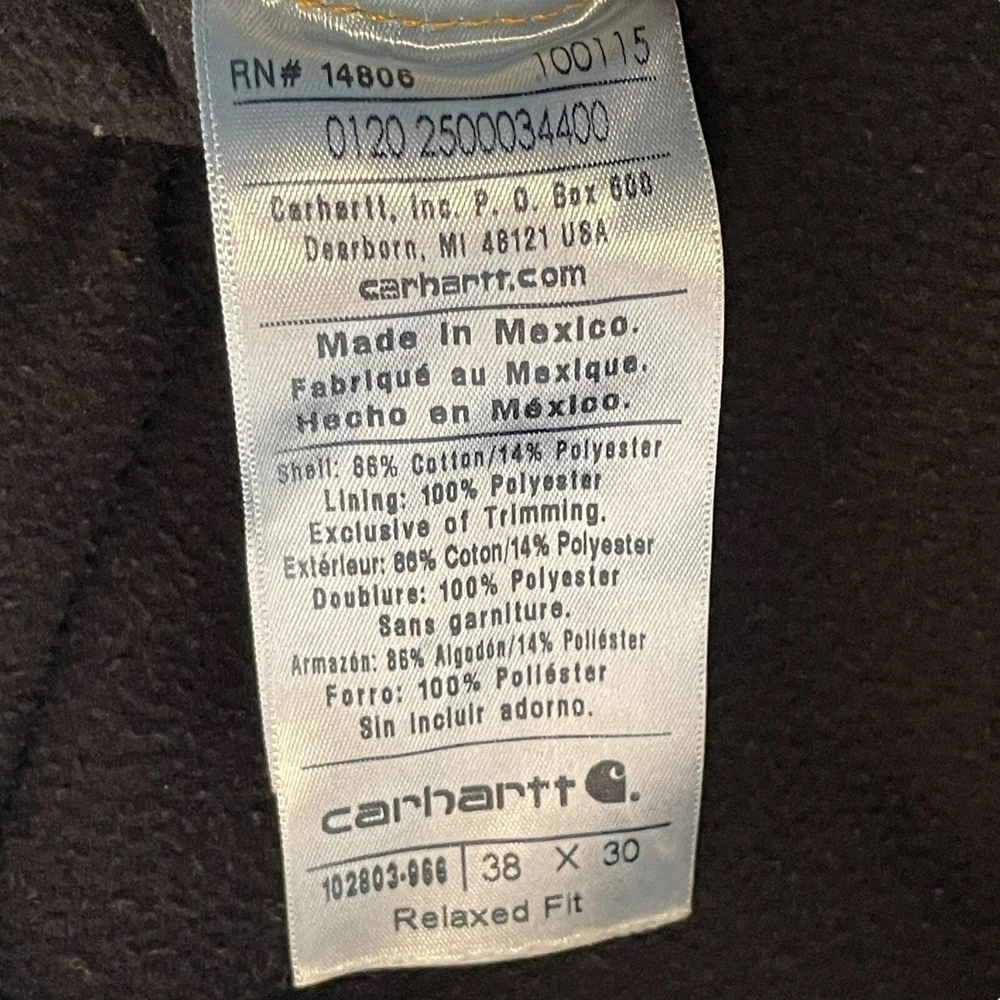 RN# 14806 100115
0120 2500034400
Carhartt, Inc. P. O. Box 600
Dearborn, MI 48121 USA
carhartt.com
Made in Mexico.
Fabriqué au Mexique.
Hecho en México.
Shell: 86% Cotton/14% Polyester
Lining: 100% Polyester
Exclusive of Trimming.
Extérieur: 86% Coton/14% Polyester
Doublure: 100% Polyester
Sans garniture.
Armazón: 86% Algodón/14% Poliéster
Forro: 100% Poliéster
Sin incluir adorno.
carhartt
102803-966 38 X 30
Relaxed Fit